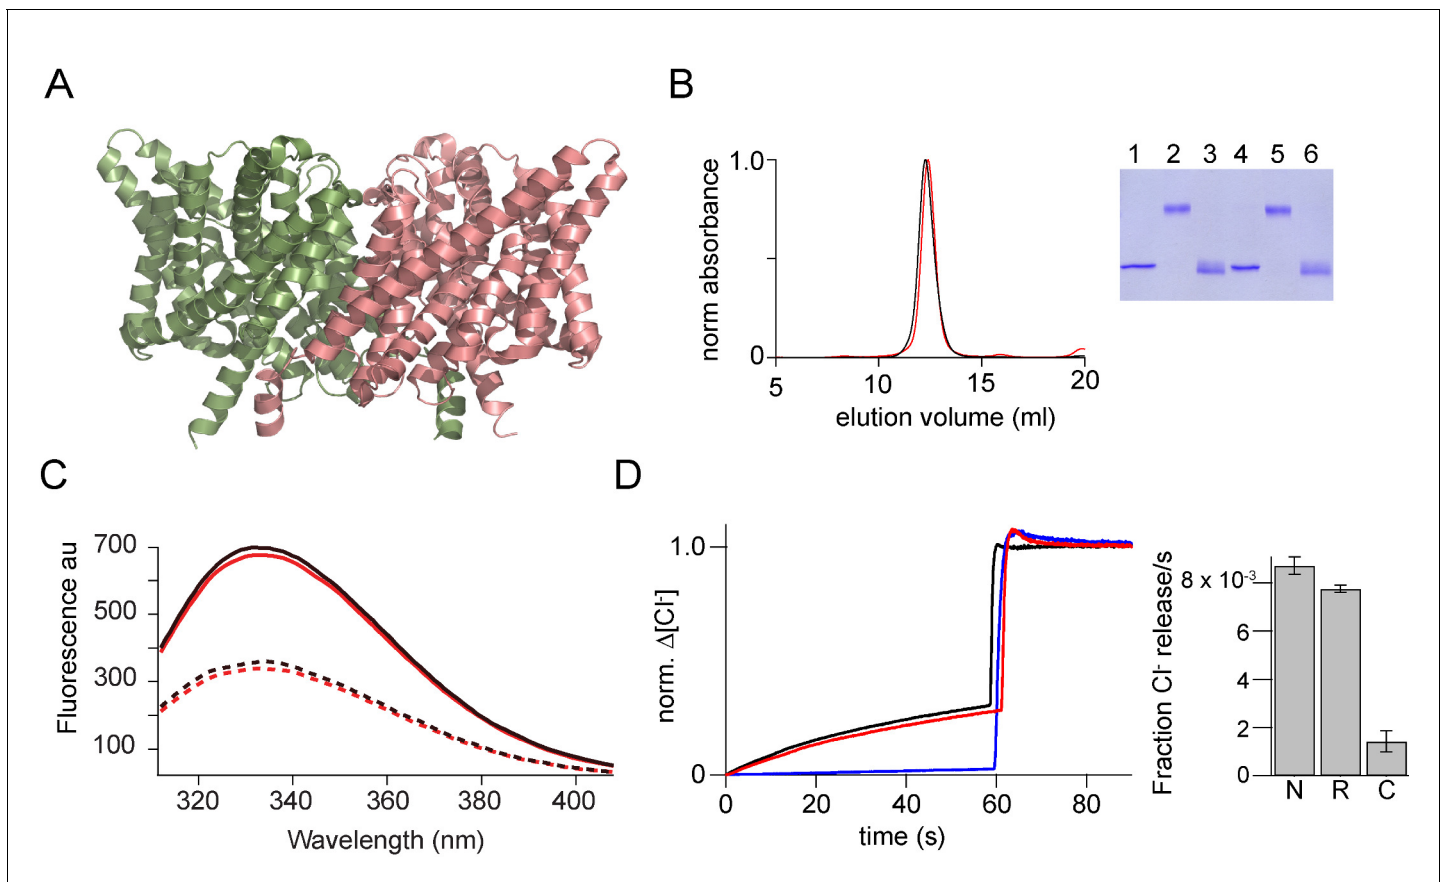 A
B
1 2 3 4 5 6
1.0
0
norm absorbance
5 10 15 20
elution volume (ml)
C
700
500
300
100
Fluorescence au
320 340 360 380 400
Wavelength (nm)
D
1.0
0
norm. Δ[Cl-]
0 20 40 60 80
time (s)
8 x 10-3
6
4
2
0
Fraction Cl- release/s
N R C